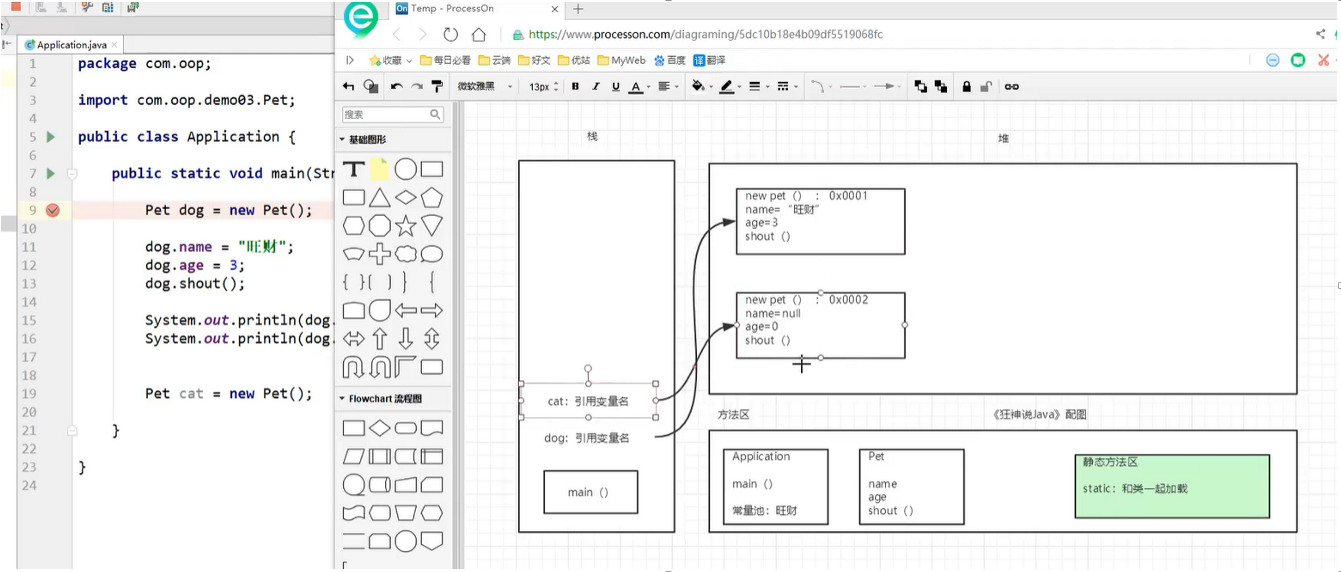 Temp - ProcessOn
Application.java
https://www.processon.com/diagraming/5dc10b18e4b09df5519068fc
收藏 每日必看 云端 好文 优站 MyWeb 百度 译 翻译
微软雅黑 13px B I U A
搜索
基础图形
T
Flowchart 流程图
1 package com.oop;
2
3 import com.oop.demo03.Pet;
4
5 public class Application {
6
7 public static void main(Str
8
9 Pet dog = new Pet();
10
11 dog.name = "旺财";
12 dog.age = 3;
13 dog.shout();
14
15 System.out.println(dog.
16 System.out.println(dog.
17
18
19 Pet cat = new Pet();
20
21 }
22
23 }
24
栈
cat：引用变量名
dog：引用变量名
main（）
堆
new pet（） ： 0x0001
name=“旺财”
age=3
shout（）
new pet（） ： 0x0002
name=null
age=0
shout（）
方法区
《狂神说Java》配图
Application
main（）
常量池：旺财
Pet
name
age
shout（）
静态方法区
static：和类一起加载